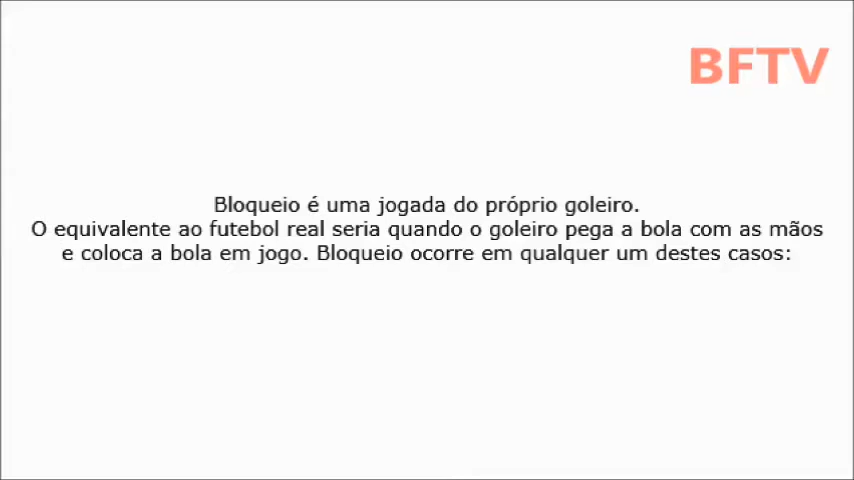 BFTV
Bloqueio é uma jogada do próprio goleiro.
O equivalente ao futebol real seria quando o goleiro pega a bola com as mãos
e coloca a bola em jogo. Bloqueio ocorre em qualquer um destes casos: